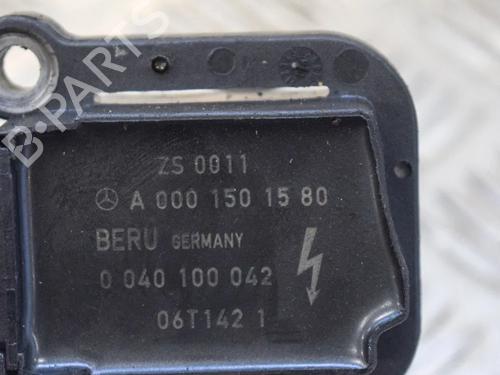 B-PARTS
ZS 0011
A 000 150 15 80
BERU GERMANY
0 040 100 042
06T142 1